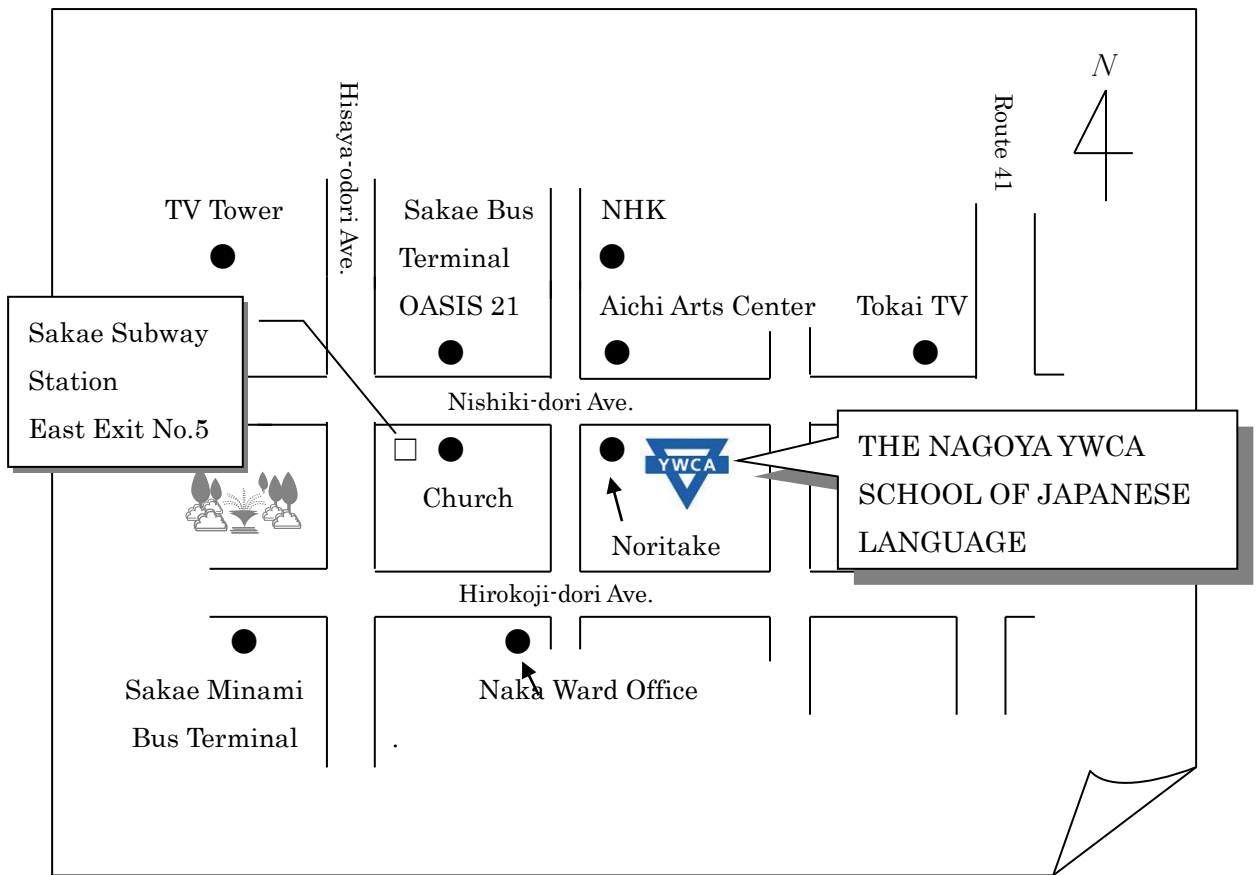 N
Hisaya-odori Ave.
Route 41
TV Tower
Sakae Bus
Terminal
OASIS 21
NHK
Aichi Arts Center
Tokai TV
Sakae Subway
Station
East Exit No.5
Nishiki-dori Ave.
Church
YWCA
Noritake
THE NAGOYA YWCA
SCHOOL OF JAPANESE
LANGUAGE
Hirokoji-dori Ave.
Sakae Minami
Bus Terminal
Naka Ward Office
.